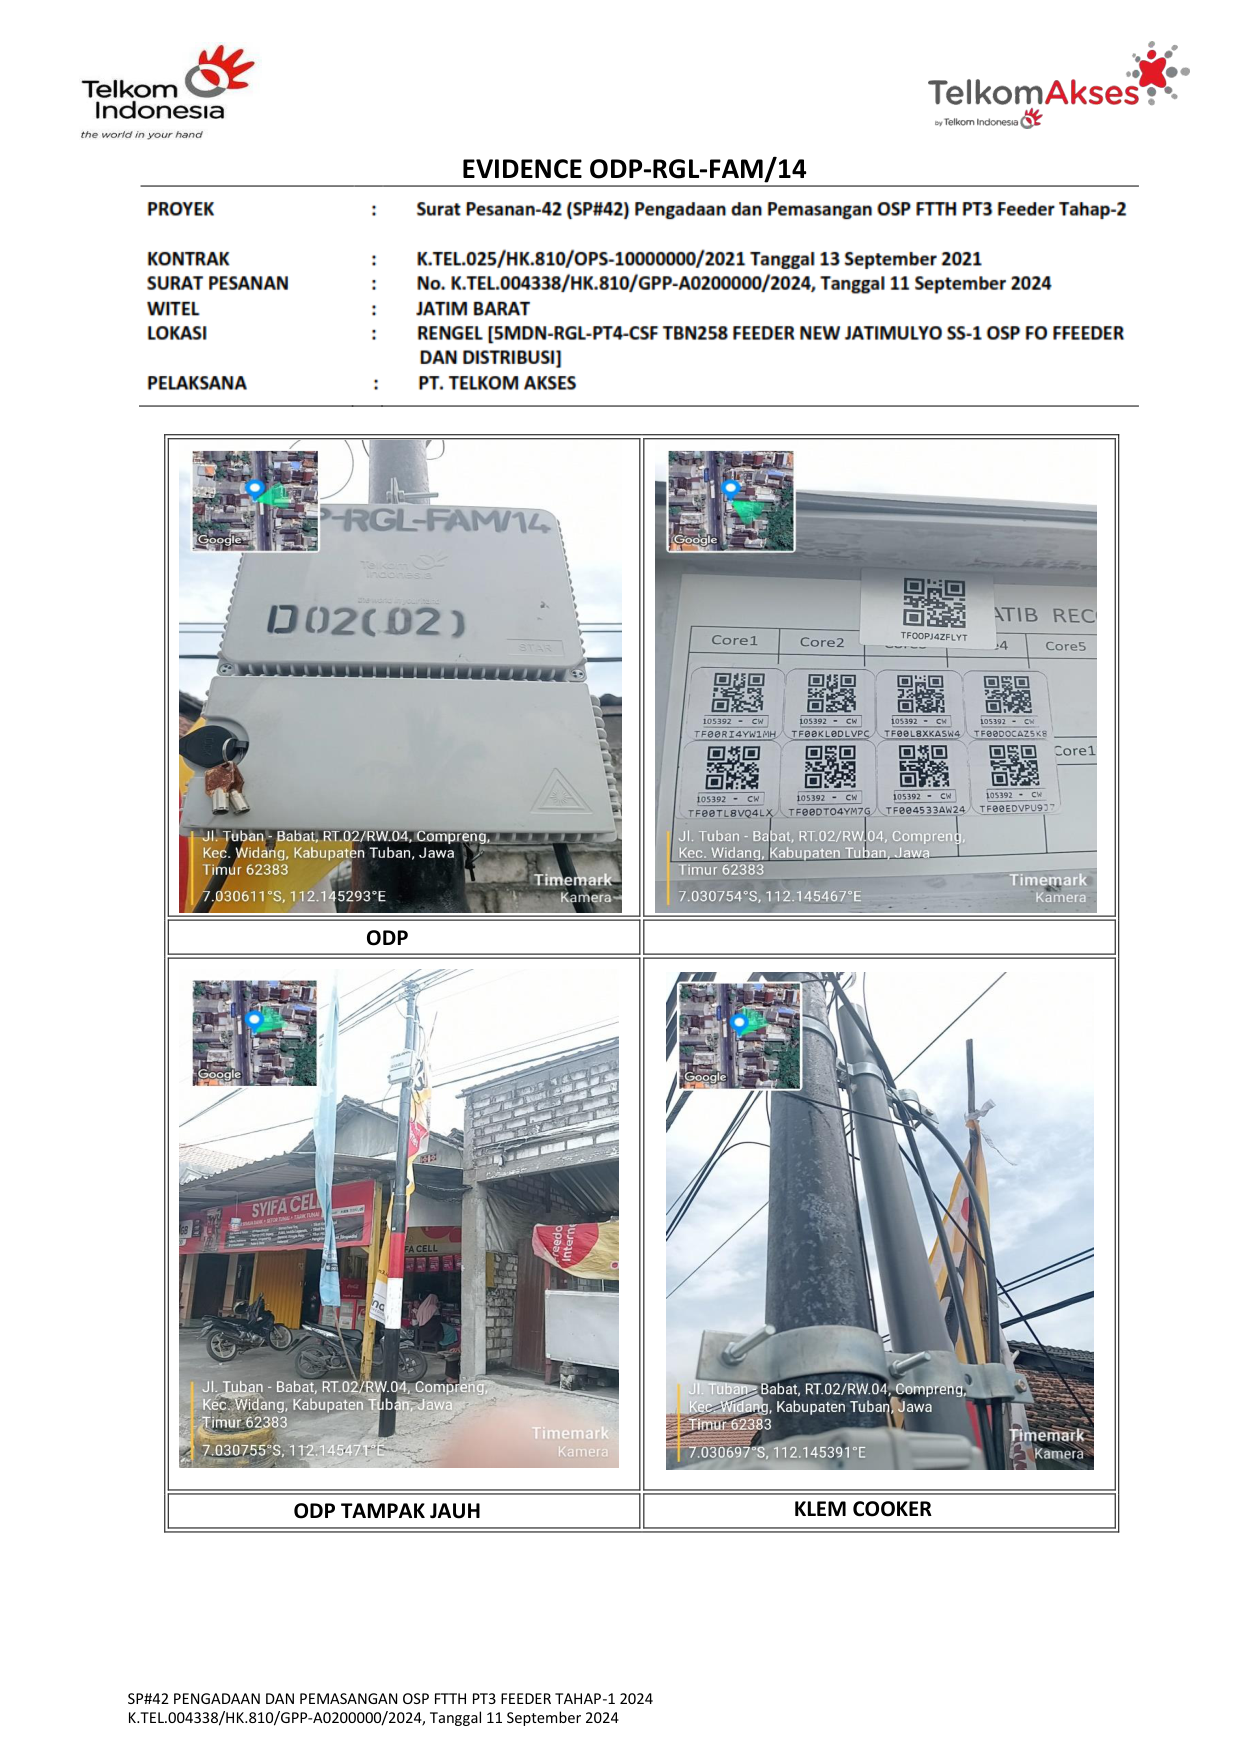 Telkom
Indonesia
the world in your hand
TelkomAkses
by Telkom Indonesia
EVIDENCE ODP-RGL-FAM/14
PROYEK : Surat Pesanan-42 (SP#42) Pengadaan dan Pemasangan OSP FTTH PT3 Feeder Tahap-2
KONTRAK : K.TEL.025/HK.810/OPS-10000000/2021 Tanggal 13 September 2021
SURAT PESANAN : No. K.TEL.004338/HK.810/GPP-A0200000/2024, Tanggal 11 September 2024
WITEL : JATIM BARAT
LOKASI : RENGEL [5MDN-RGL-PT4-CSF TBN258 FEEDER NEW JATIMULYO SS-1 OSP FO FFEEDER
DAN DISTRIBUSI]
PELAKSANA : PT. TELKOM AKSES
Google
P-RGL-FAM/14
Telkom
Indonesia
D02(02)
STAR
Jl. Tuban - Babat, RT.02/RW.04, Compreng,
Kec. Widang, Kabupaten Tuban, Jawa
Timur 62383
7.030611°S, 112.145293°E
Timemark
Kamera
Google
TF00PJ4ZFLYT
ATIB REC
Core1 Core2 Core5
105392 - CW 105392 - CW 105392 - CW 105392 - CW
TF00RI4YW1MH TF00KL0DLVPC TF00L8XKASW4 TF00DOCAZ5K8
Core1
105392 - CW 105392 - CW 105392 - CW 105392 - CW
TF00TL8VQ4LX TF00DTO4YM7G TF004533AW24 TF00EDVPU9J7
Jl. Tuban - Babat, RT.02/RW.04, Compreng,
Kec. Widang, Kabupaten Tuban, Jawa
Timur 62383
7.030754°S, 112.145467°E
Timemark
Kamera
ODP
Google
SYIFA CELL
FA CELL
Freedo
Intern
Jl. Tuban - Babat, RT.02/RW.04, Compreng,
Kec. Widang, Kabupaten Tuban, Jawa
Timur 62383
7.030755°S, 112.145471°E
Timemark
Kamera
Google
Jl. Tuban - Babat, RT.02/RW.04, Compreng,
Kec. Widang, Kabupaten Tuban, Jawa
Timur 62383
7.030697°S, 112.145391°E
Timemark
Kamera
ODP TAMPAK JAUH
KLEM COOKER
SP#42 PENGADAAN DAN PEMASANGAN OSP FTTH PT3 FEEDER TAHAP-1 2024
K.TEL.004338/HK.810/GPP-A0200000/2024, Tanggal 11 September 2024